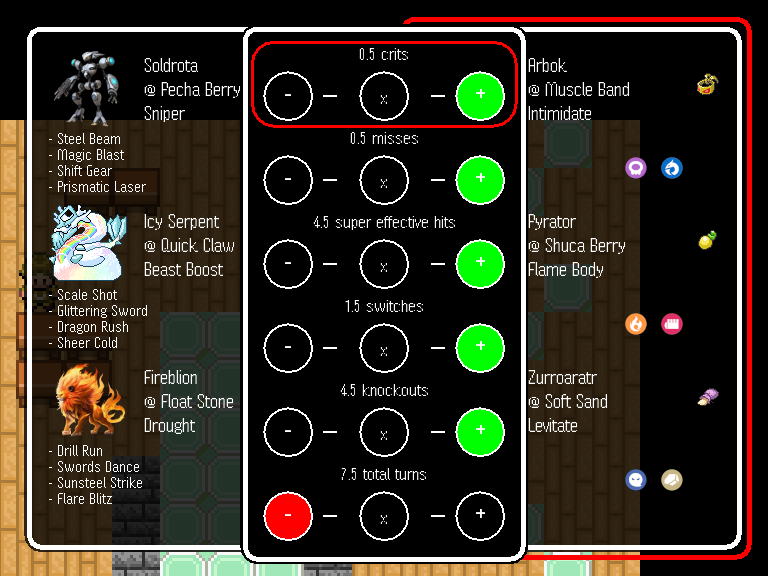 Soldrota
@ Pecha Berry
Sniper
- Steel Beam
- Magic Blast
- Shift Gear
- Prismatic Laser
Icy Serpent
@ Quick Claw
Beast Boost
- Scale Shot
- Glittering Sword
- Dragon Rush
- Sheer Cold
Fireblion
@ Float Stone
Drought
- Drill Run
- Swords Dance
- Sunsteel Strike
- Flare Blitz
0.5 crits
- x +
0.5 misses
- x +
4.5 super effective hits
- x +
1.5 switches
- x +
4.5 knockouts
- x +
7.5 total turns
- x +
Arbok
@ Muscle Band
Intimidate
Pyrator
@ Shuca Berry
Flame Body
Zurroaratr
@ Soft Sand
Levitate